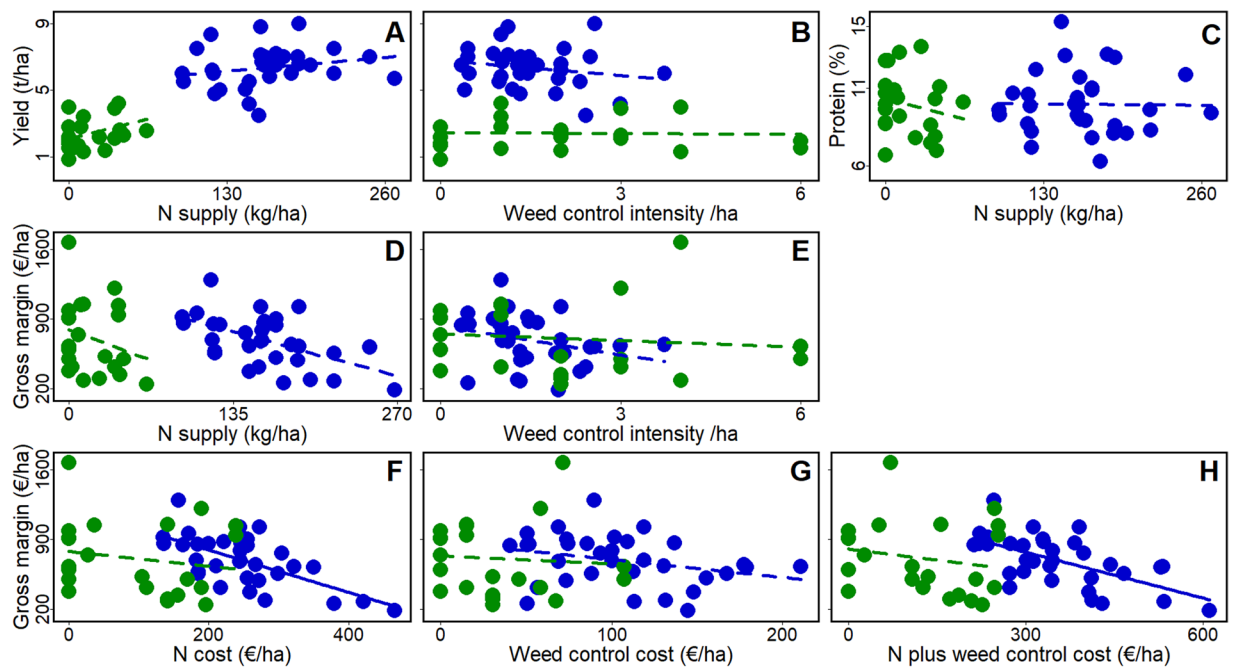 A
Yield (t/ha)
9
5
1
0
130
260
N supply (kg/ha)
B
0
3
6
Weed control intensity /ha
C
Protein (%)
15
11
6
0
130
260
N supply (kg/ha)
D
Gross margin (€/ha)
1600
900
200
0
135
270
N supply (kg/ha)
E
0
3
6
Weed control intensity /ha
F
Gross margin (€/ha)
1600
900
200
0
200
400
N cost (€/ha)
G
0
100
200
Weed control cost (€/ha)
H
0
300
600
N plus weed control cost (€/ha)